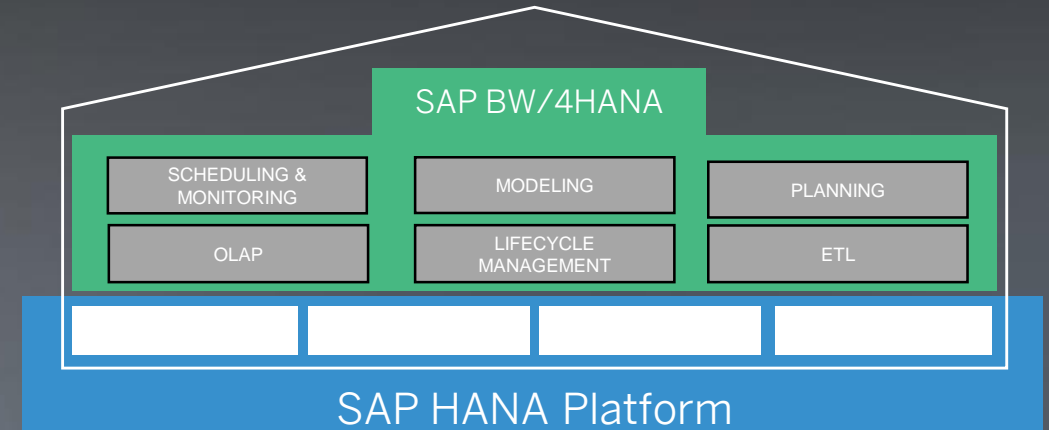 SAP BW/4HANA
SCHEDULING &
MONITORING
MODELING
PLANNING
OLAP
LIFECYCLE
MANAGEMENT
ETL
SAP HANA Platform